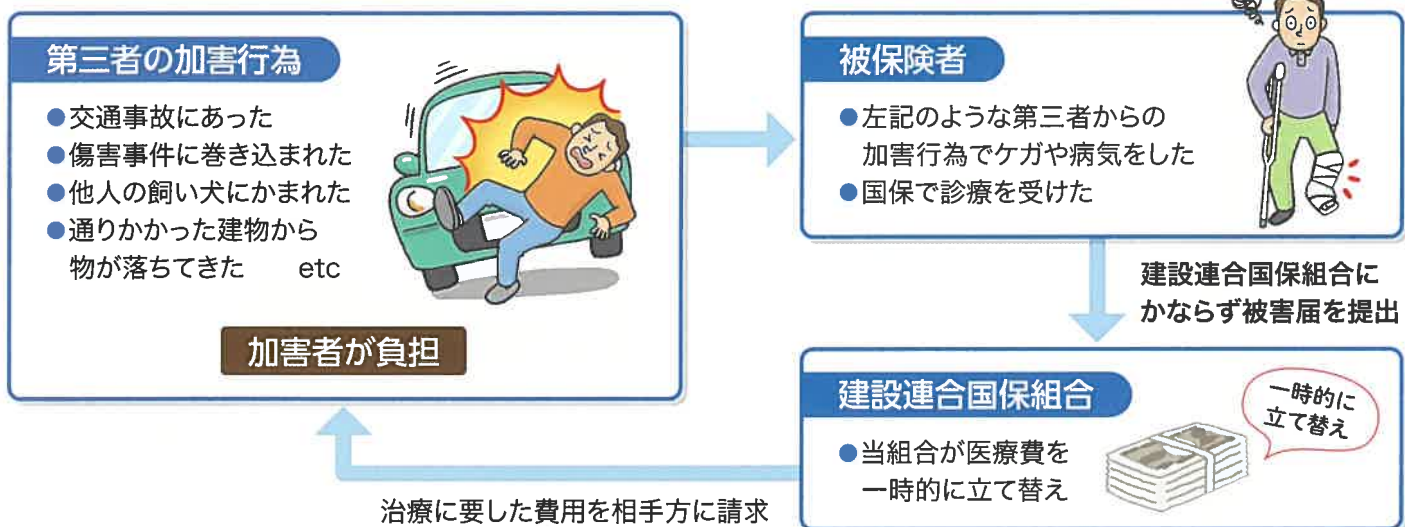 第三者の加害行為
●交通事故にあった
●傷害事件に巻き込まれた
●他人の飼い犬にかまれた
●通りかかった建物から
物が落ちてきた　　etc
加害者が負担
被保険者
●左記のような第三者からの
加害行為でケガや病気をした
●国保で診療を受けた
建設連合国保組合に
かならず被害届を提出
建設連合国保組合
●当組合が医療費を
一時的に立て替え
一時的に
立て替え
治療に要した費用を相手方に請求